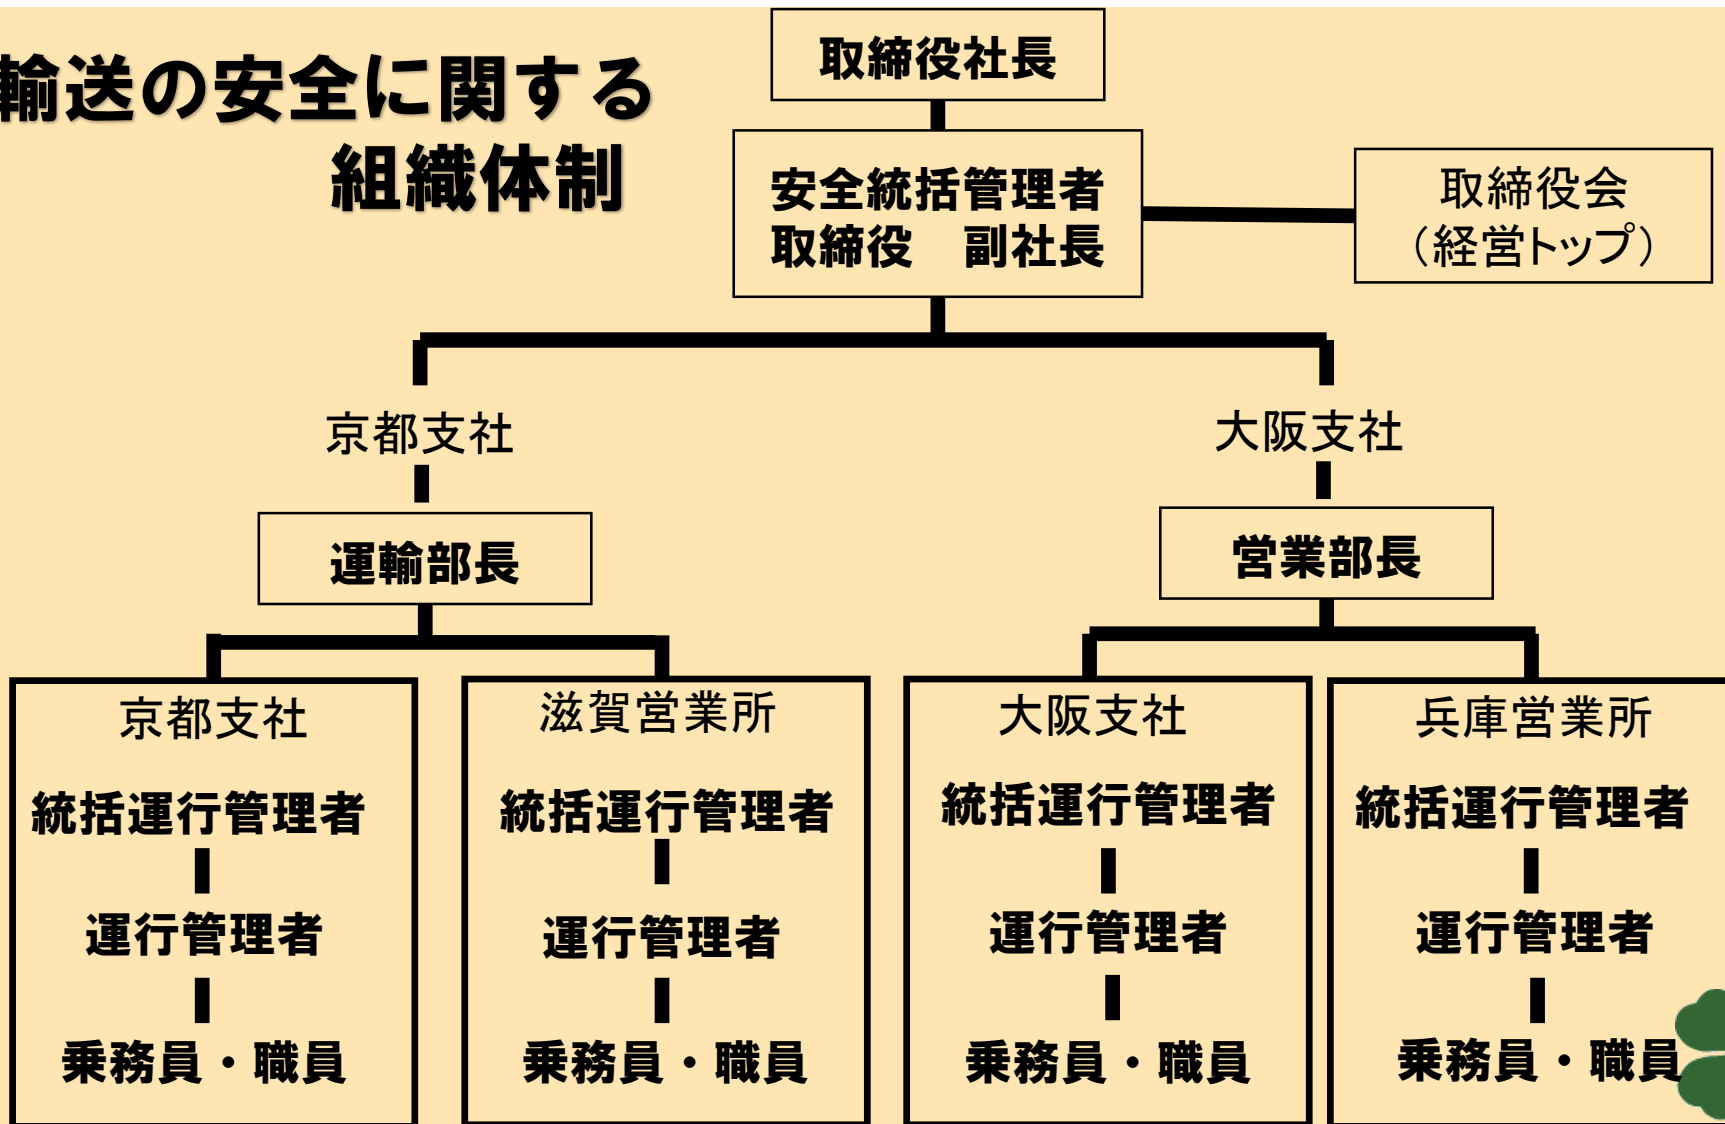 輸送の安全に関する
組織体制
取締役社長
安全統括管理者
取締役　副社長
取締役会
（経営トップ）
京都支社
大阪支社
運輸部長
営業部長
京都支社
統括運行管理者
運行管理者
乗務員・職員
滋賀営業所
統括運行管理者
運行管理者
乗務員・職員
大阪支社
統括運行管理者
運行管理者
乗務員・職員
兵庫営業所
統括運行管理者
運行管理者
乗務員・職員